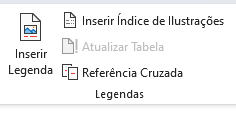 Inserir
Legenda
Inserir Índice de Ilustrações
Atualizar Tabela
Referência Cruzada
Legendas